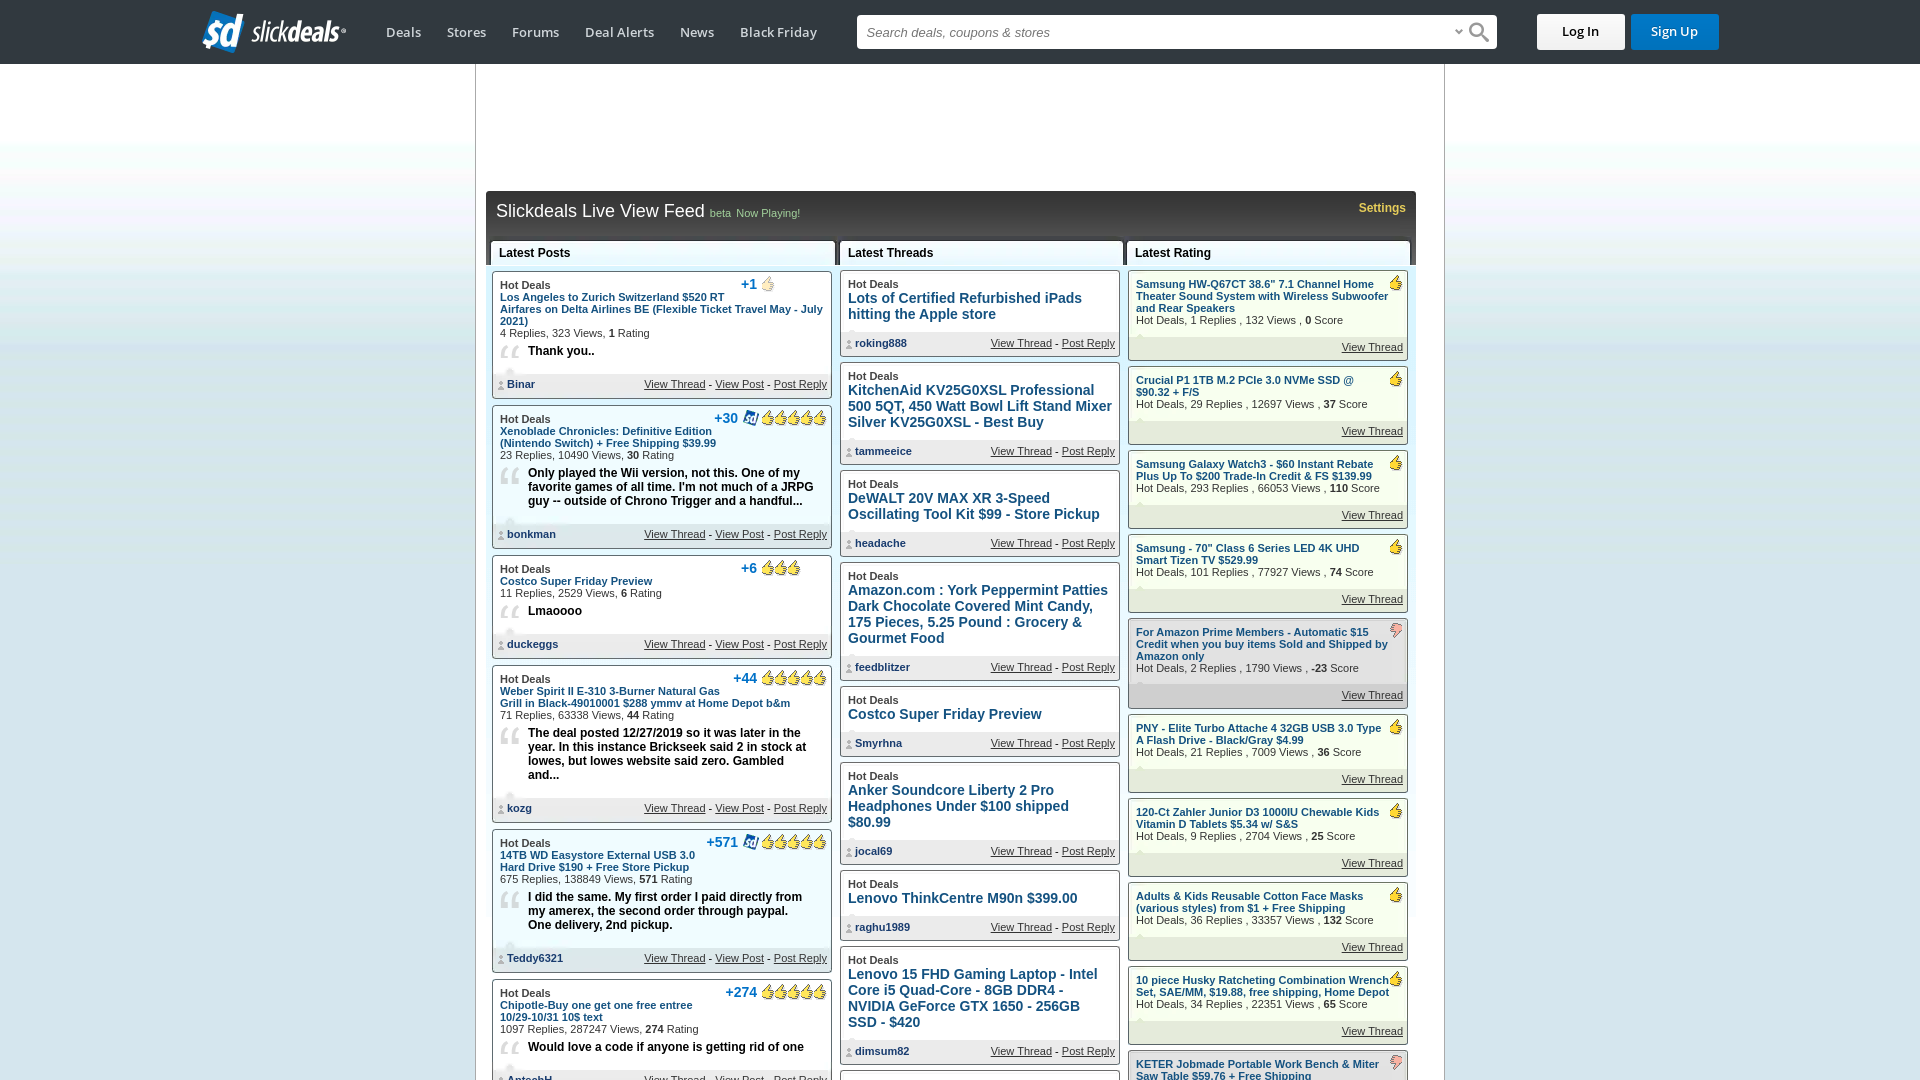 sd slickdeals®
Deals
Stores
Forums
Deal Alerts
News
Black Friday
Search deals, coupons & stores
Log In
Sign Up
Slickdeals Live View Feed beta Now Playing!
Settings
Latest Posts
Hot Deals
+1
Los Angeles to Zurich Switzerland $520 RT
Airfares on Delta Airlines BE (Flexible Ticket Travel May - July
2021)
4 Replies, 323 Views, 1 Rating
Thank you..
Binar
View Thread - View Post - Post Reply
Hot Deals
+30 sd
Xenoblade Chronicles: Definitive Edition
(Nintendo Switch) + Free Shipping $39.99
23 Replies, 10490 Views, 30 Rating
Only played the Wii version, not this. One of my
favorite games of all time. I'm not much of a JRPG
guy -- outside of Chrono Trigger and a handful...
bonkman
View Thread - View Post - Post Reply
Hot Deals
+6
Costco Super Friday Preview
11 Replies, 2529 Views, 6 Rating
Lmaoooo
duckeggs
View Thread - View Post - Post Reply
Hot Deals
+44
Weber Spirit II E-310 3-Burner Natural Gas
Grill in Black-49010001 $288 ymmv at Home Depot b&m
71 Replies, 63338 Views, 44 Rating
The deal posted 12/27/2019 so it was later in the
year. In this instance Brickseek said 2 in stock at
lowes, but lowes website said zero. Gambled
and...
kozg
View Thread - View Post - Post Reply
Hot Deals
+571 sd
14TB WD Easystore External USB 3.0
Hard Drive $190 + Free Store Pickup
675 Replies, 138849 Views, 571 Rating
I did the same. My first order I paid directly from
my amerex, the second order through paypal.
One delivery, 2nd pickup.
Teddy6321
View Thread - View Post - Post Reply
Hot Deals
+274
Chipotle-Buy one get one free entree
10/29-10/31 10$ text
1097 Replies, 287247 Views, 274 Rating
Would love a code if anyone is getting rid of one
AntechH
View Thread - View Post - Post Reply
Latest Threads
Hot Deals
Lots of Certified Refurbished iPads
hitting the Apple store
roking888
View Thread - Post Reply
Hot Deals
KitchenAid KV25G0XSL Professional
500 5QT, 450 Watt Bowl Lift Stand Mixer
Silver KV25G0XSL - Best Buy
tammeeice
View Thread - Post Reply
Hot Deals
DeWALT 20V MAX XR 3-Speed
Oscillating Tool Kit $99 - Store Pickup
headache
View Thread - Post Reply
Hot Deals
Amazon.com : York Peppermint Patties
Dark Chocolate Covered Mint Candy,
175 Pieces, 5.25 Pound : Grocery &
Gourmet Food
feedblitzer
View Thread - Post Reply
Hot Deals
Costco Super Friday Preview
Smyrhna
View Thread - Post Reply
Hot Deals
Anker Soundcore Liberty 2 Pro
Headphones Under $100 shipped
$80.99
jocal69
View Thread - Post Reply
Hot Deals
Lenovo ThinkCentre M90n $399.00
raghu1989
View Thread - Post Reply
Hot Deals
Lenovo 15 FHD Gaming Laptop - Intel
Core i5 Quad-Core - 8GB DDR4 -
NVIDIA GeForce GTX 1650 - 256GB
SSD - $420
dimsum82
View Thread - Post Reply
Latest Rating
Samsung HW-Q67CT 38.6" 7.1 Channel Home
Theater Sound System with Wireless Subwoofer
and Rear Speakers
Hot Deals, 1 Replies , 132 Views , 0 Score
View Thread
Crucial P1 1TB M.2 PCIe 3.0 NVMe SSD @
$90.32 + F/S
Hot Deals, 29 Replies , 12697 Views , 37 Score
View Thread
Samsung Galaxy Watch3 - $60 Instant Rebate
Plus Up To $200 Trade-In Credit & FS $139.99
Hot Deals, 293 Replies , 66053 Views , 110 Score
View Thread
Samsung - 70" Class 6 Series LED 4K UHD
Smart Tizen TV $529.99
Hot Deals, 101 Replies , 77927 Views , 74 Score
View Thread
For Amazon Prime Members - Automatic $15
Credit when you buy items Sold and Shipped by
Amazon only
Hot Deals, 2 Replies , 1790 Views , -23 Score
View Thread
PNY - Elite Turbo Attache 4 32GB USB 3.0 Type
A Flash Drive - Black/Gray $4.99
Hot Deals, 21 Replies , 7009 Views , 36 Score
View Thread
120-Ct Zahler Junior D3 1000IU Chewable Kids
Vitamin D Tablets $5.34 w/ S&S
Hot Deals, 9 Replies , 2704 Views , 25 Score
View Thread
Adults & Kids Reusable Cotton Face Masks
(various styles) from $1 + Free Shipping
Hot Deals, 36 Replies , 33357 Views , 132 Score
View Thread
10 piece Husky Ratcheting Combination Wrench
Set, SAE/MM, $19.88, free shipping, Home Depot
Hot Deals, 34 Replies , 22351 Views , 65 Score
View Thread
KETER Jobmade Portable Work Bench & Miter
Saw Table $59.76 + Free Shipping